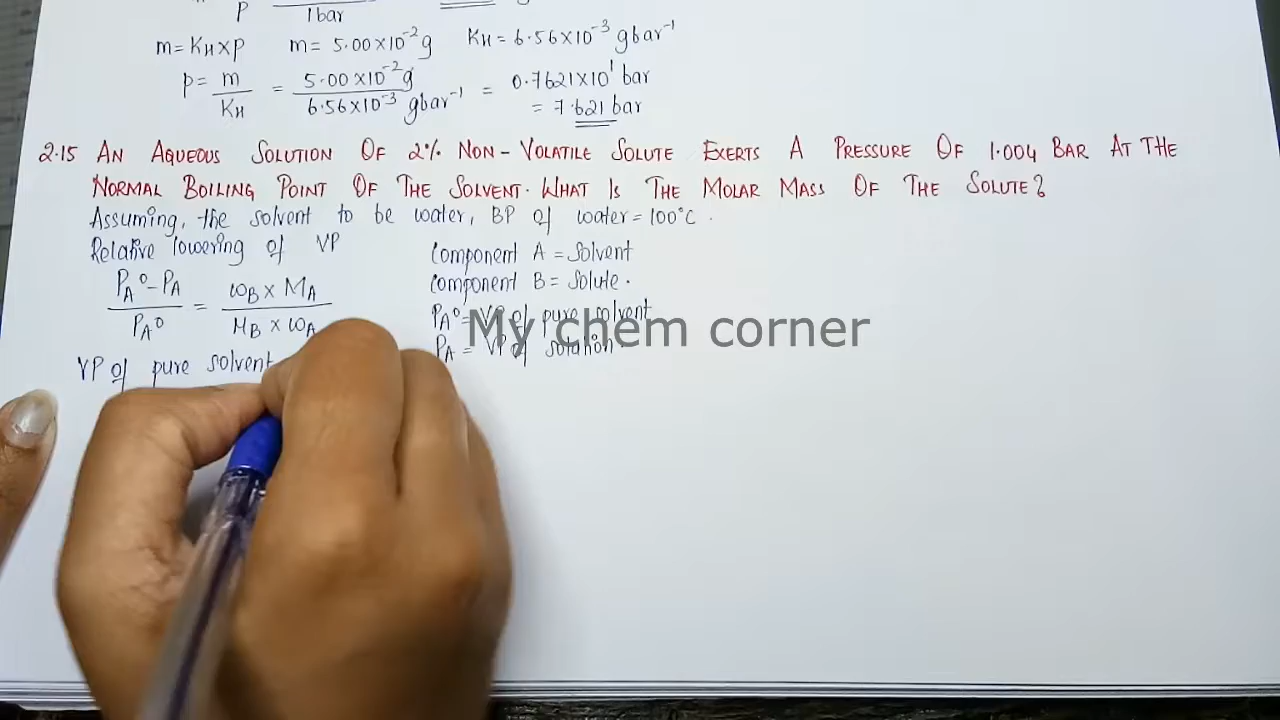 P
1 bar
m = KH × p   m = 5.00×10⁻² g   KH = 6.56×10⁻³ g bar⁻¹
p = m / KH = 5.00×10⁻² g / 6.56×10⁻³ g bar⁻¹ = 0.7621×10¹ bar
= 7.621 bar
2.15 AN AQUEOUS SOLUTION OF 2% NON-VOLATILE SOLUTE EXERTS A PRESSURE OF 1.004 BAR AT THE
NORMAL BOILING POINT OF THE SOLVENT. WHAT IS THE MOLAR MASS OF THE SOLUTE?
Assuming, the solvent to be water, BP of water = 100°C.
Relative lowering of VP
PA° - PA / PA° = ωB × MA / MB × ωA
VP of pure solvent
component A = Solvent
component B = Solute.
PA° = VP of pure solvent
PA = VP of solution
My chem corner